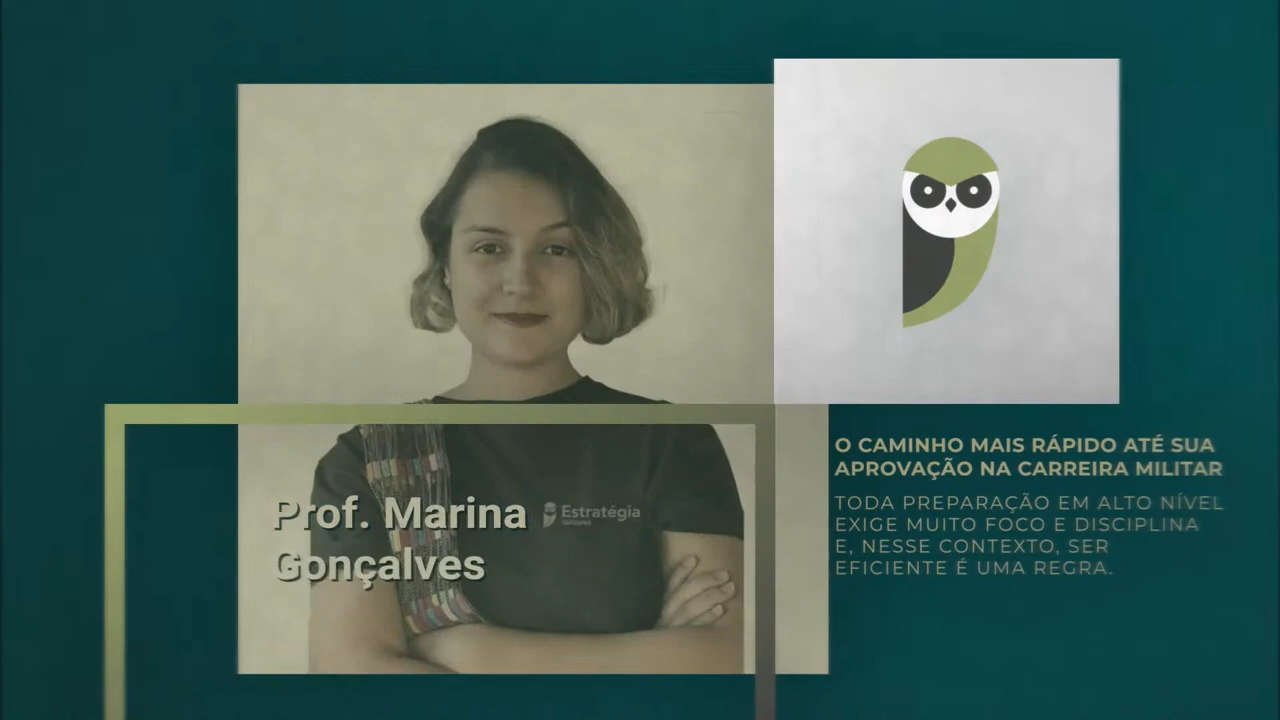 Prof. Marina
Gonçalves
Estratégia
O CAMINHO MAIS RÁPIDO ATÉ SUA
APROVAÇÃO NA CARREIRA MILITAR
TODA PREPARAÇÃO EM ALTO NÍVEL
EXIGE MUITO FOCO E DISCIPLINA
E, NESSE CONTEXTO, SER
EFICIENTE É UMA REGRA.